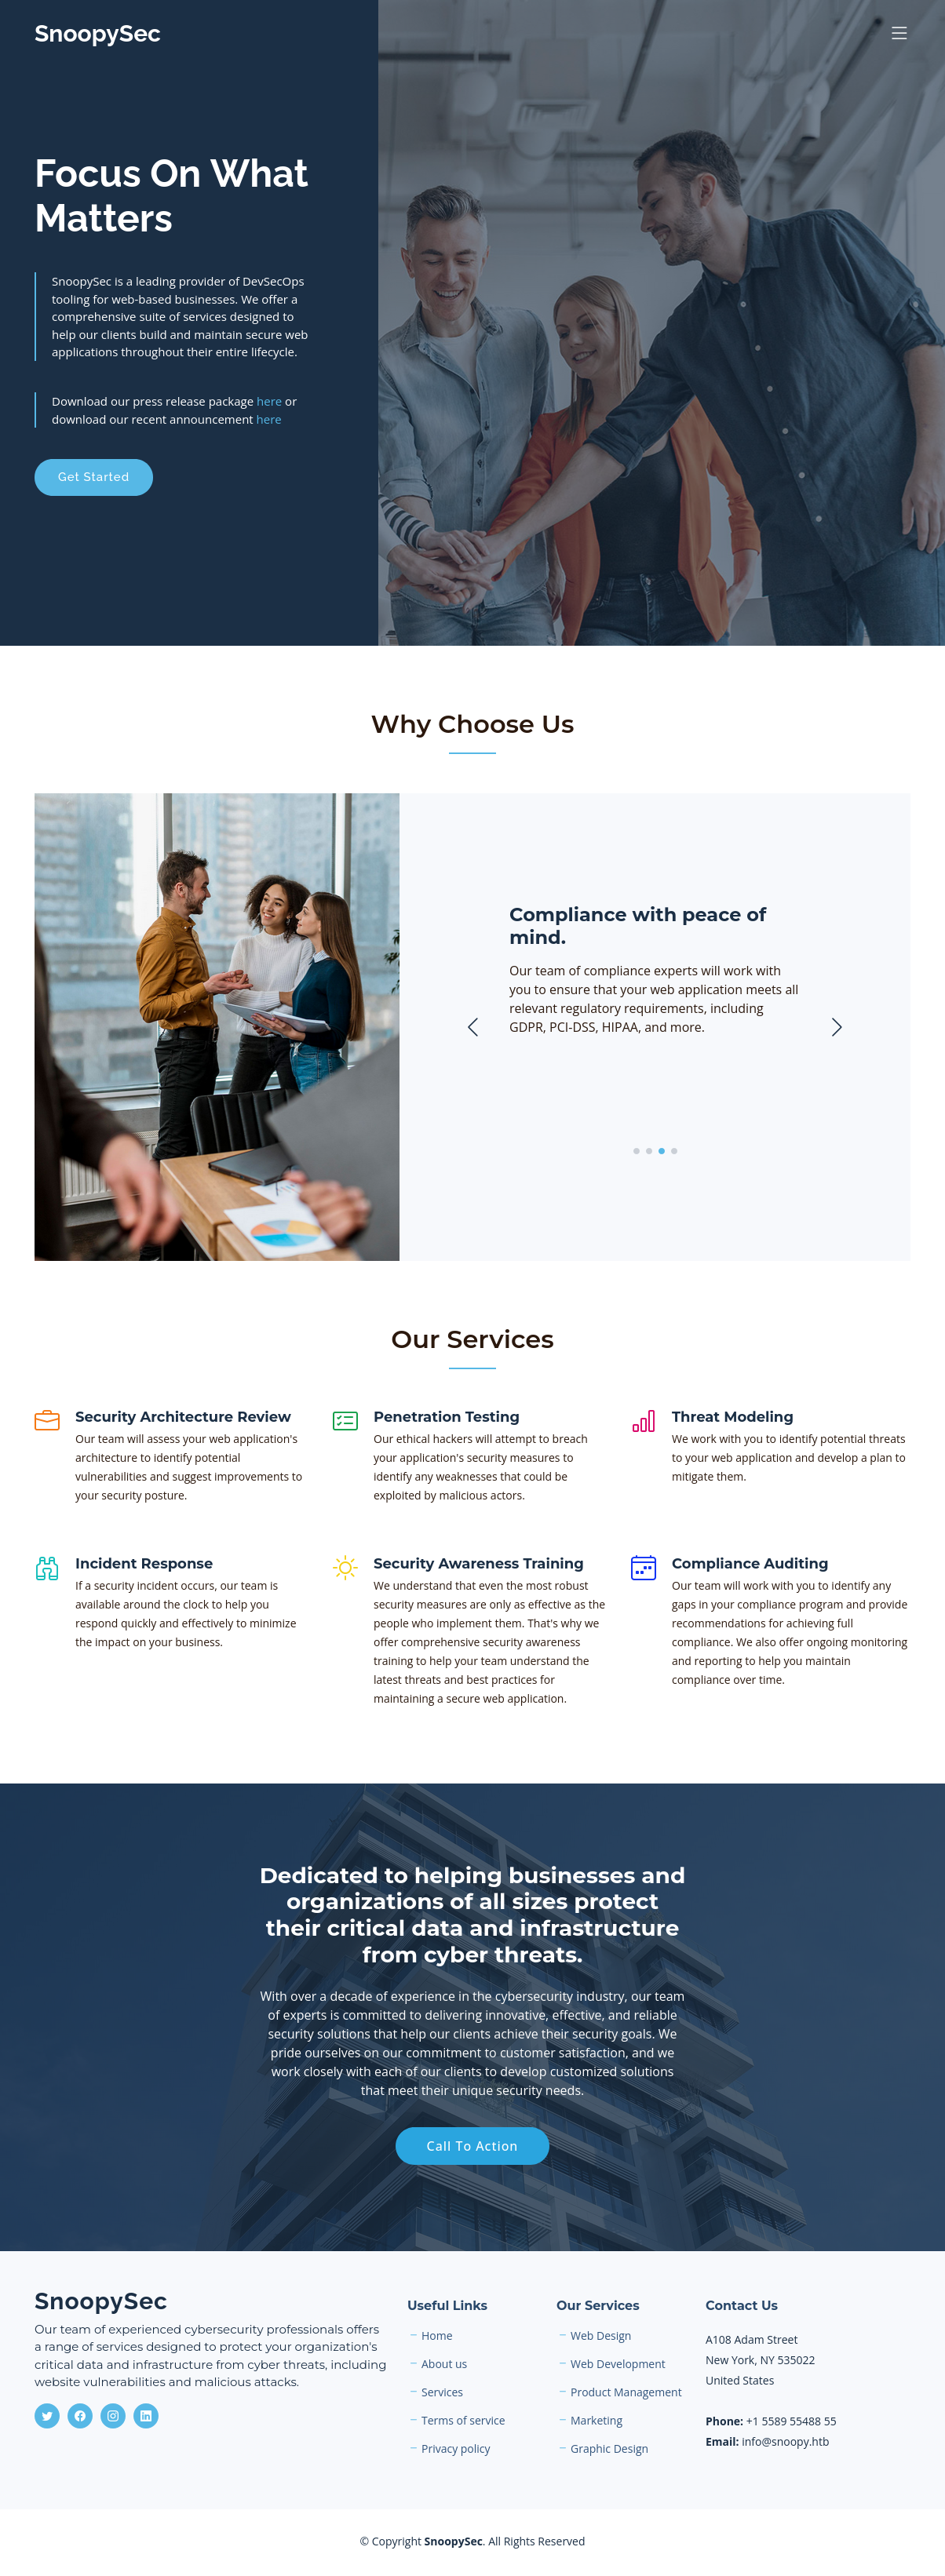 SnoopySec
Focus On What
Matters
SnoopySec is a leading provider of DevSecOps
tooling for web-based businesses. We offer a
comprehensive suite of services designed to
help our clients build and maintain secure web
applications throughout their entire lifecycle.
Download our press release package here or
download our recent announcement here
Get Started
Why Choose Us
Compliance with peace of
mind.
Our team of compliance experts will work with
you to ensure that your web application meets all
relevant regulatory requirements, including
GDPR, PCI-DSS, HIPAA, and more.
Our Services
Security Architecture Review
Our team will assess your web application's
architecture to identify potential
vulnerabilities and suggest improvements to
your security posture.
Penetration Testing
Our ethical hackers will attempt to breach
your application's security measures to
identify any weaknesses that could be
exploited by malicious actors.
Threat Modeling
We work with you to identify potential threats
to your web application and develop a plan to
mitigate them.
Incident Response
If a security incident occurs, our team is
available around the clock to help you
respond quickly and effectively to minimize
the impact on your business.
Security Awareness Training
We understand that even the most robust
security measures are only as effective as the
people who implement them. That's why we
offer comprehensive security awareness
training to help your team understand the
latest threats and best practices for
maintaining a secure web application.
Compliance Auditing
Our team will work with you to identify any
gaps in your compliance program and provide
recommendations for achieving full
compliance. We also offer ongoing monitoring
and reporting to help you maintain
compliance over time.
Dedicated to helping businesses and
organizations of all sizes protect
their critical data and infrastructure
from cyber threats.
With over a decade of experience in the cybersecurity industry, our team
of experts is committed to delivering innovative, effective, and reliable
security solutions that help our clients achieve their security goals. We
pride ourselves on our commitment to customer satisfaction, and we
work closely with each of our clients to develop customized solutions
that meet their unique security needs.
Call To Action
SnoopySec
Our team of experienced cybersecurity professionals offers
a range of services designed to protect your organization's
critical data and infrastructure from cyber threats, including
website vulnerabilities and malicious attacks.
Useful Links
Home
About us
Services
Terms of service
Privacy policy
Our Services
Web Design
Web Development
Product Management
Marketing
Graphic Design
Contact Us
A108 Adam Street
New York, NY 535022
United States
Phone: +1 5589 55488 55
Email: info@snoopy.htb
© Copyright SnoopySec. All Rights Reserved